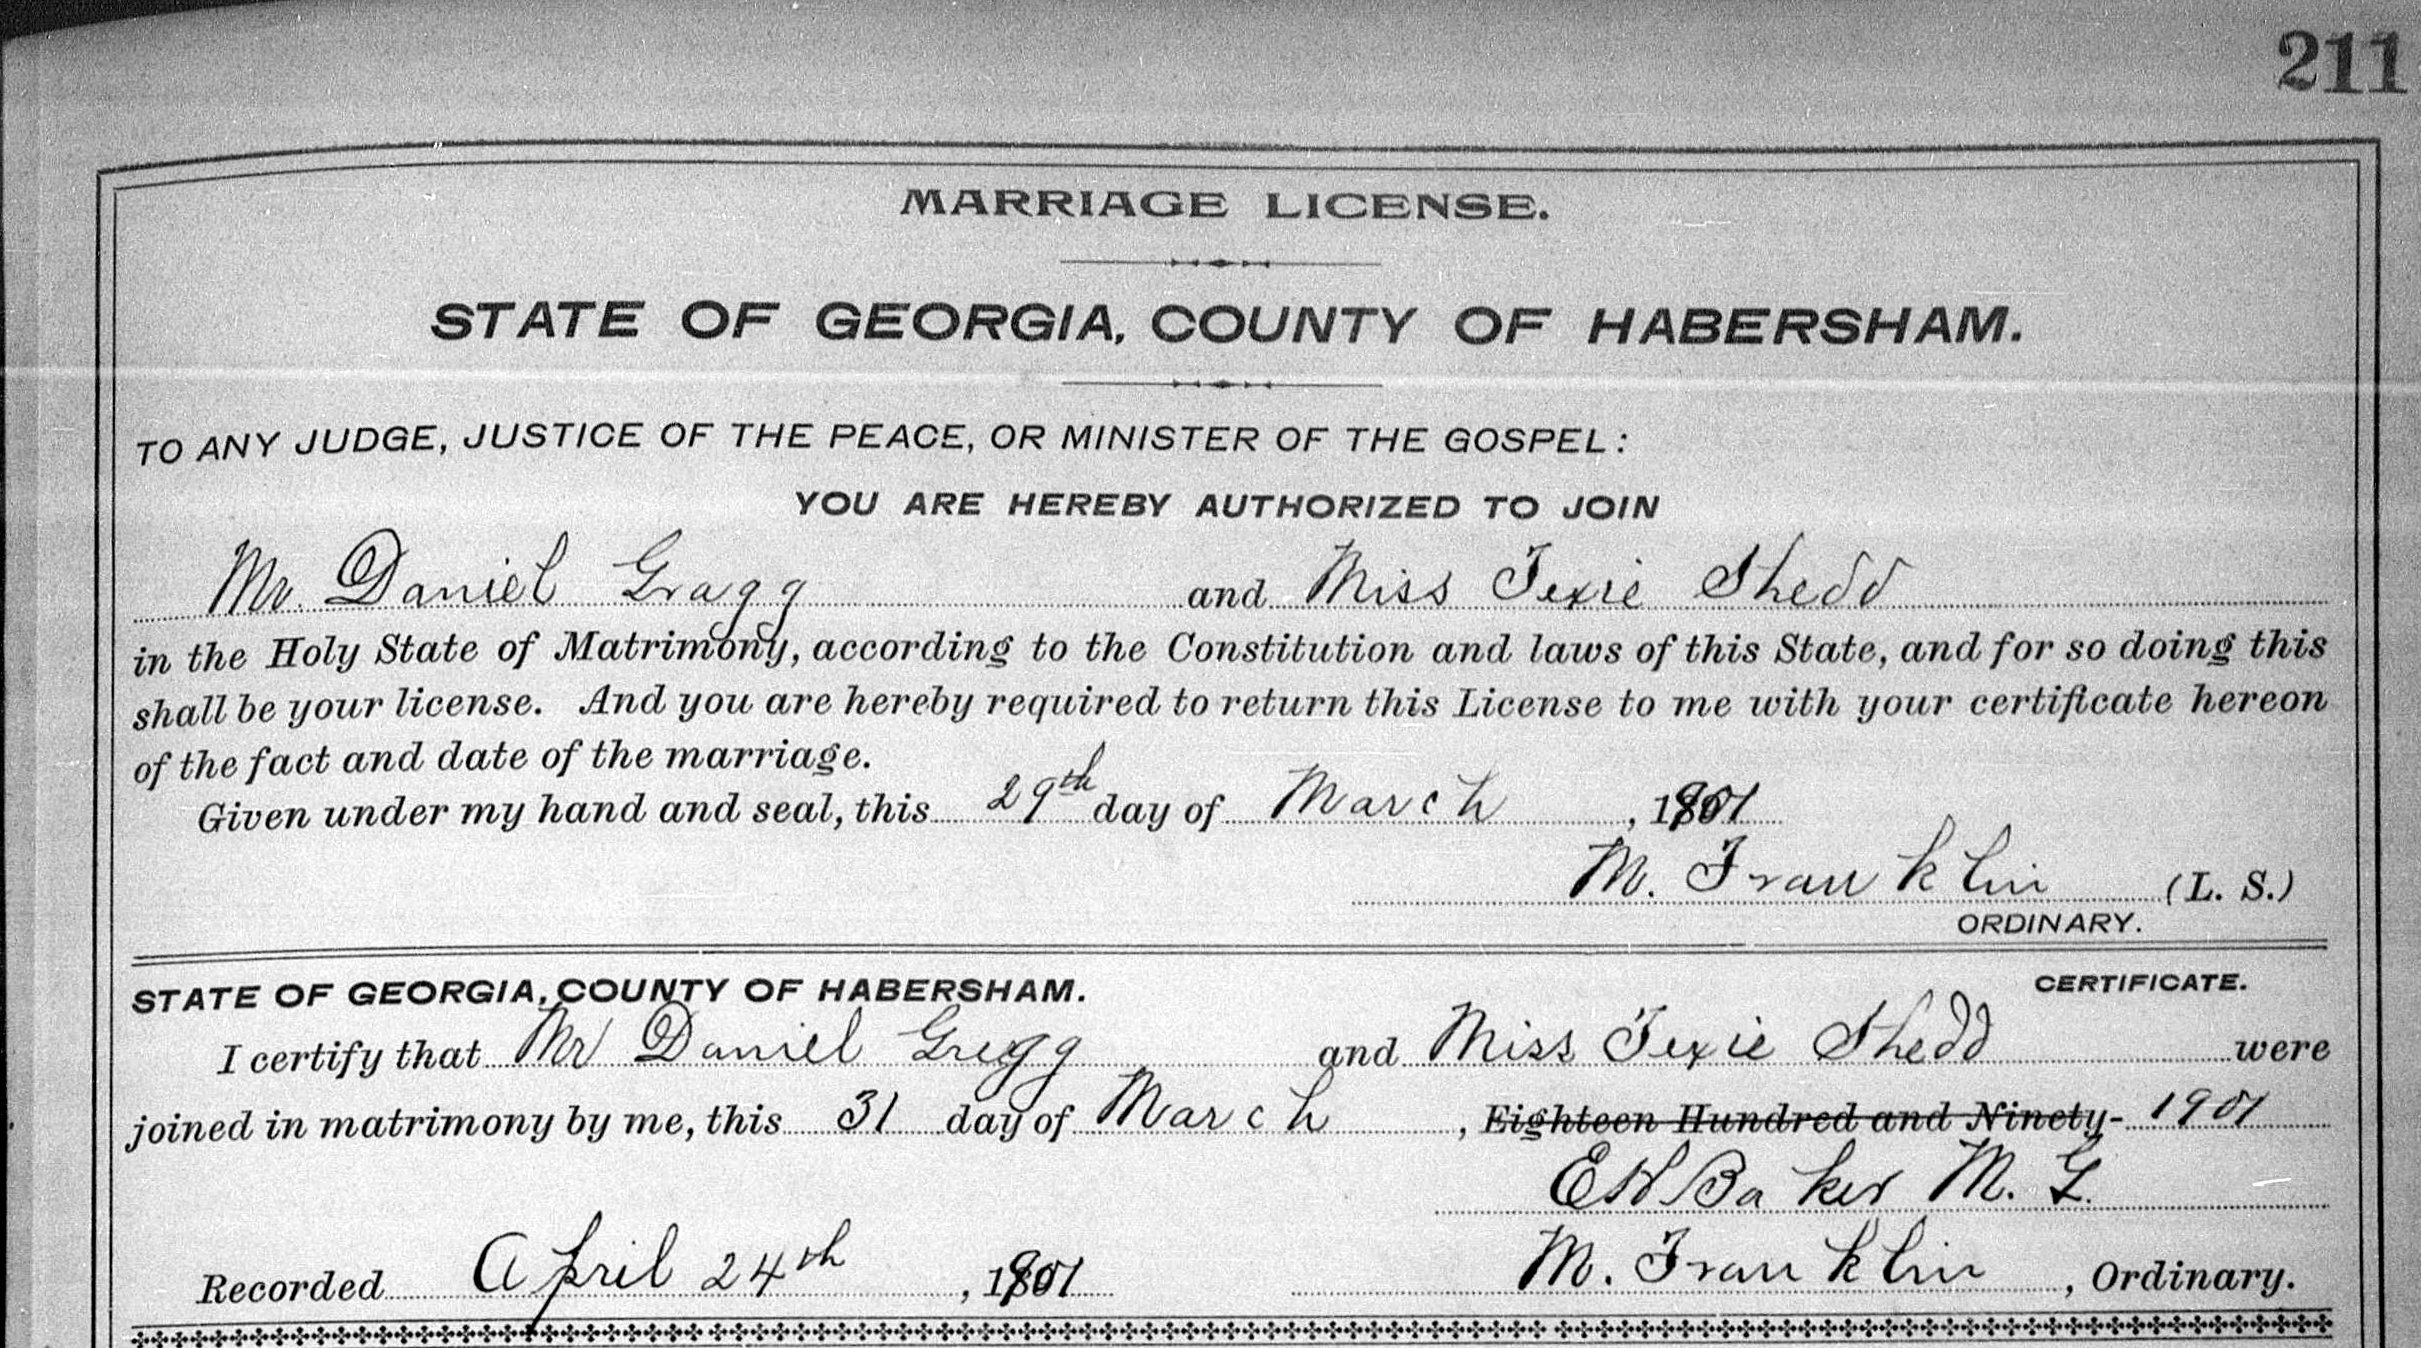 211
MARRIAGE LICENSE.
STATE OF GEORGIA, COUNTY OF HABERSHAM.
TO ANY JUDGE, JUSTICE OF THE PEACE, OR MINISTER OF THE GOSPEL:
YOU ARE HEREBY AUTHORIZED TO JOIN
Mr. Daniel Gragg and Miss Texie Shedd
in the Holy State of Matrimony, according to the Constitution and laws of this State, and for so doing this
shall be your license. And you are hereby required to return this License to me with your certificate hereon
of the fact and date of the marriage.
Given under my hand and seal, this 29th day of March, 1901
M. Franklin (L. S.)
ORDINARY.
STATE OF GEORGIA, COUNTY OF HABERSHAM. CERTIFICATE.
I certify that Mr Daniel Gregg and Miss Texie Shedd were
joined in matrimony by me, this 31 day of March, Eighteen Hundred and Ninety- 1901
E W Baker M. G.
Recorded April 24th, 1901 M. Franklin, Ordinary.